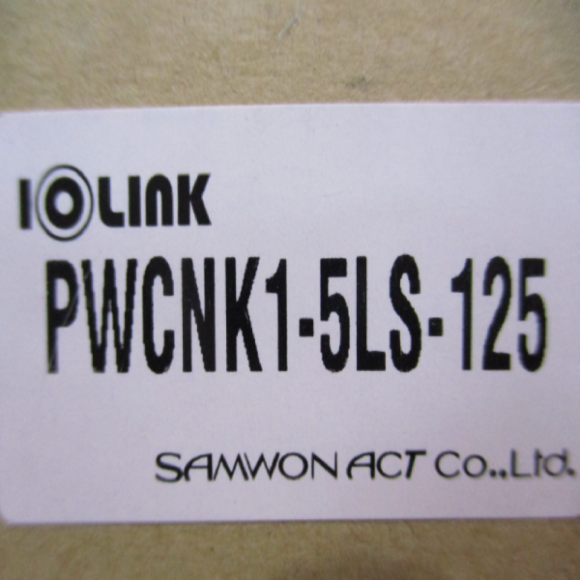 IOLINK
PWCNK1-5LS-125
SAMWON ACT Co.,Ltd.